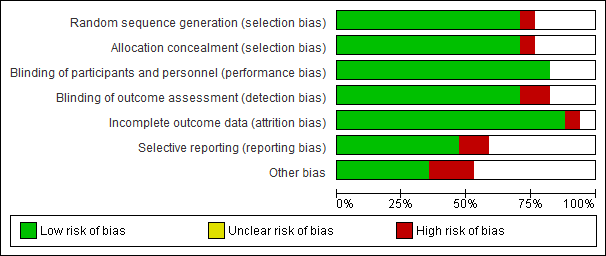 Random sequence generation (selection bias)
Allocation concealment (selection bias)
Blinding of participants and personnel (performance bias)
Blinding of outcome assessment (detection bias)
Incomplete outcome data (attrition bias)
Selective reporting (reporting bias)
Other bias
0% 25% 50% 75% 100%
Low risk of bias Unclear risk of bias High risk of bias